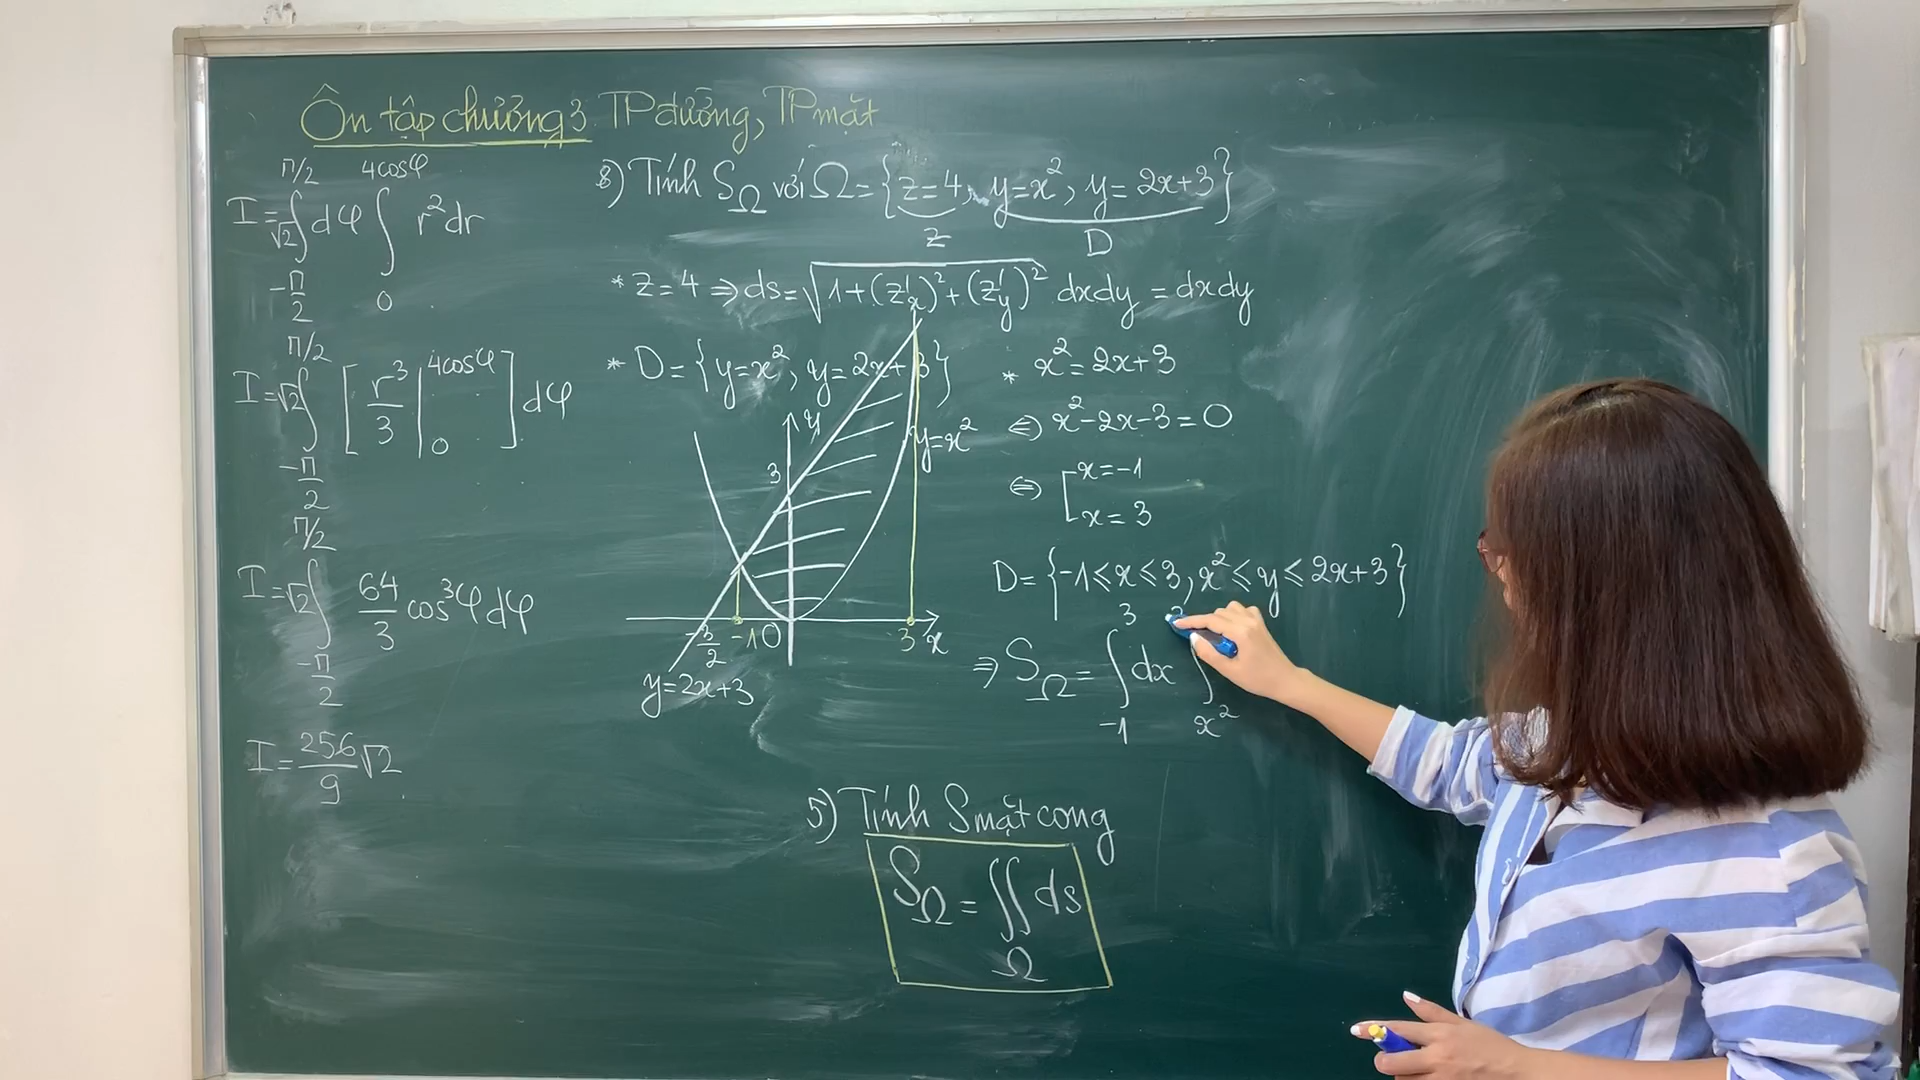 Ôn tập chương 3 TP đường, TP mặt
I = √2 ∫_{-π/2}^{π/2} dφ ∫_0^{4cosφ} r² dr
I = √2 ∫_{-π/2}^{π/2} [ r³/3 |_0^{4cosφ} ] dφ
I = √2 ∫_{-π/2}^{π/2} 64/3 cos³φ dφ
I = 256/9 √2
8) Tính S_Ω với Ω = {z = 4, y = x², y = 2x+3}
z D
* z = 4 ⇒ ds = √(1 + (z'x)² + (z'y)²) dxdy = dxdy
* D = {y = x², y = 2x+3}
y
3
y = x²
-3/2 -1 O 3 x
y = 2x+3
* x² = 2x+3
⇔ x² - 2x - 3 = 0
⇔ [ x = -1
x = 3
D = {-1 ≤ x ≤ 3, x² ≤ y ≤ 2x+3}
⇒ S_Ω = ∫_{-1}^{3} dx ∫_{x²}
5) Tính S mặt cong
S_Ω = ∬_Ω ds